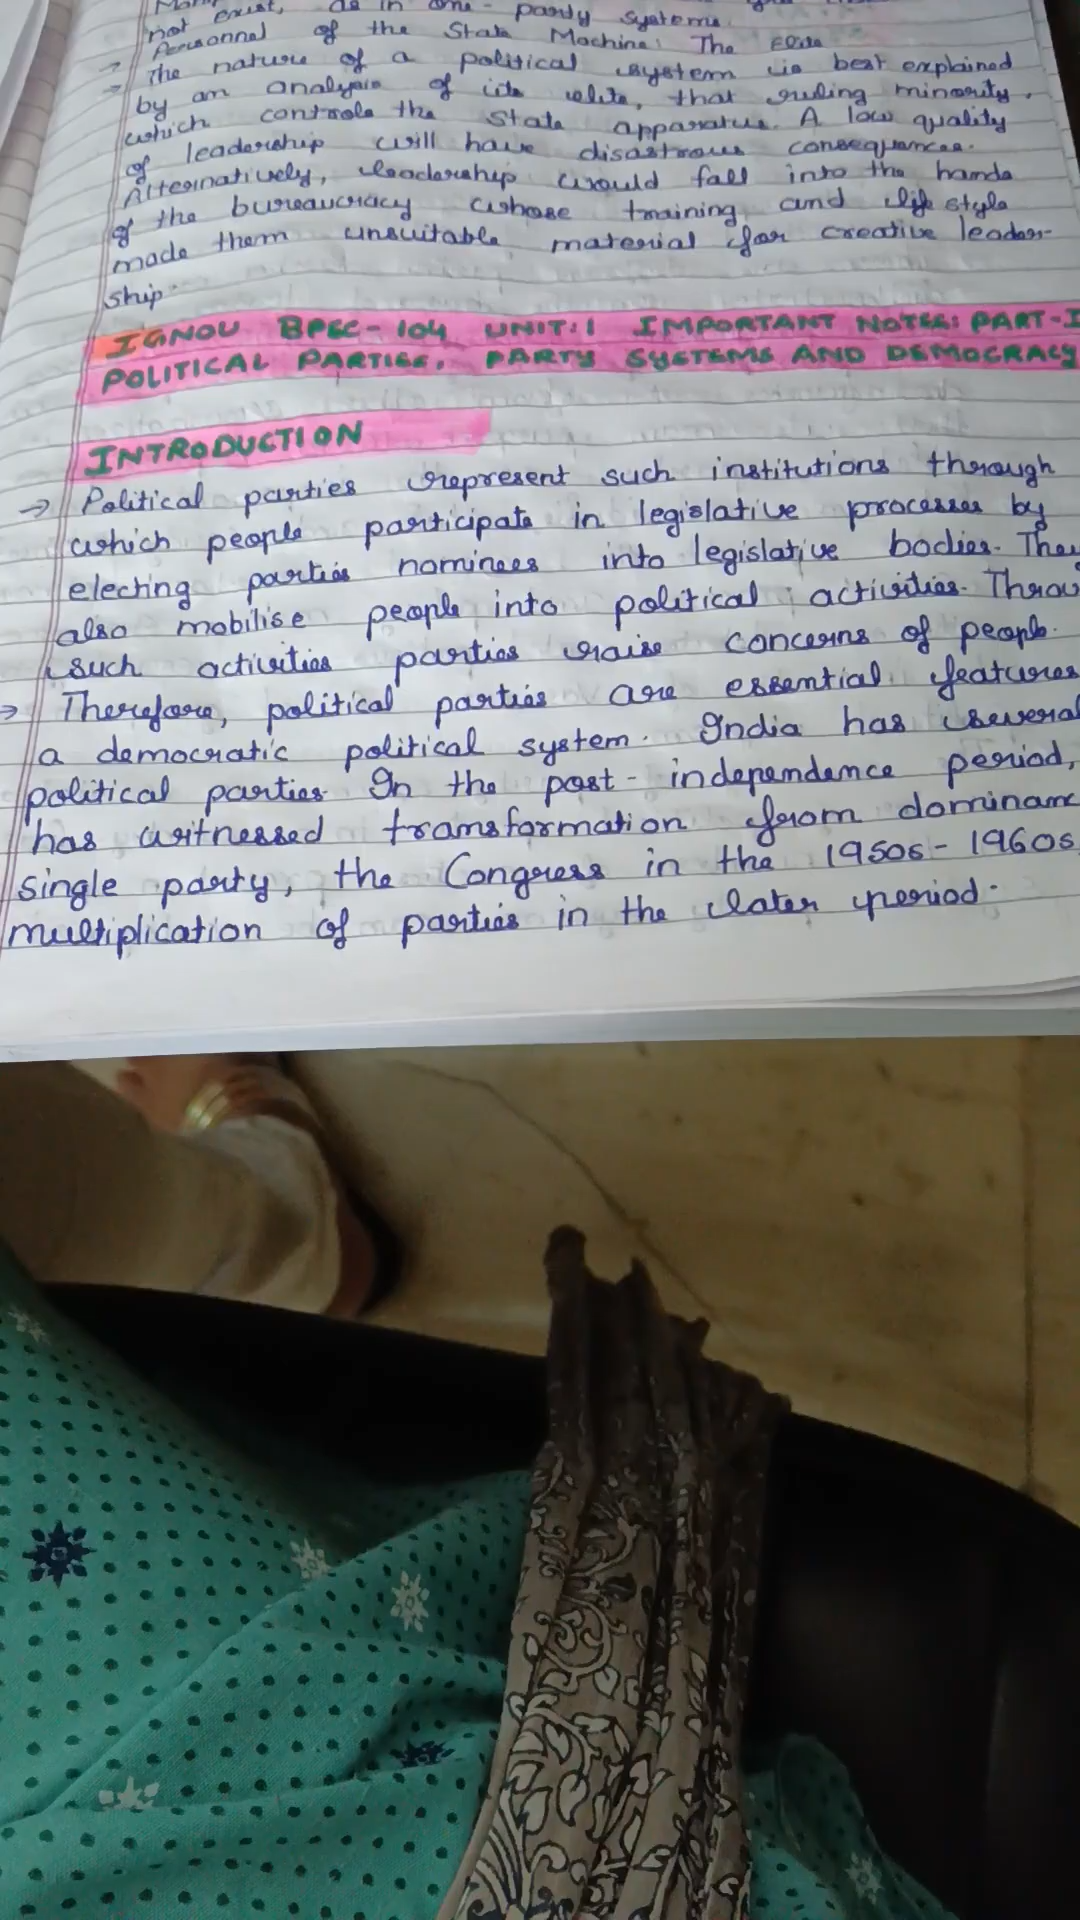 not exist, as in one-party systems.
→ Personnel of the State Machine: The Elite
→ The nature of a political system is best explained
by an analysis of its elite, that ruling minority,
which controls the State apparatus. A low quality
of leadership will have disastrous consequences.
Alternatively, leadership would fall into the hands
of the bureaucracy whose training and life style
made them unsuitable material for creative leader-
ship.
IGNOU BPSC-104 UNIT:1 IMPORTANT NOTES: PART-I
POLITICAL PARTIES, PARTY SYSTEMS AND DEMOCRACY
INTRODUCTION
→ Political parties represent such institutions through
which people participate in legislative processes by
electing parties nominees into legislative bodies. They
also mobilise people into political activities. Throu
such activities parties raise concerns of people.
→ Therefore, political parties are essential features
a democratic political system. India has several
political parties. In the post-independence period,
has witnessed transformation from dominanc
single party, the Congress in the 1950s-1960s
multiplication of parties in the later period.